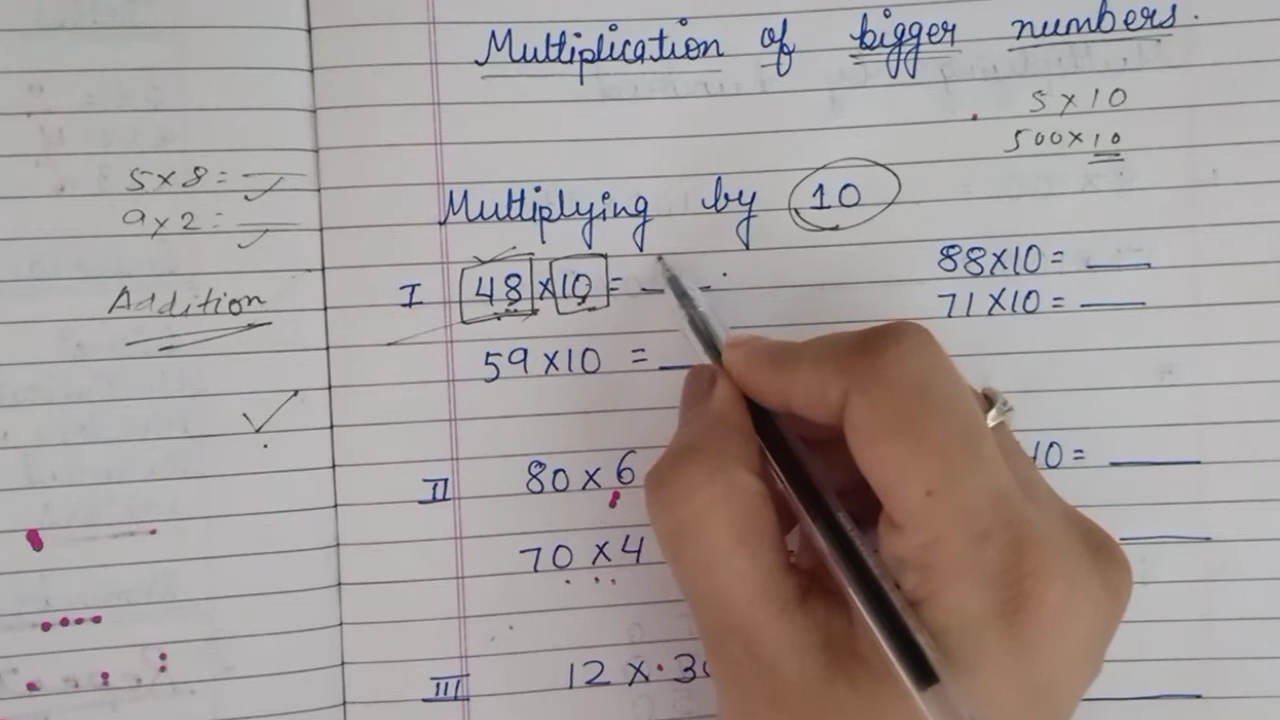 Multiplication of bigger numbers.
5 x 10
500 x 10
5 x 8 =
9 x 2 =
Addition
Multiplying by 10
I 48 x 10 =
88 x 10 =
71 x 10 =
59 x 10 =
II 80 x 6
10 =
70 x 4
III 12 x